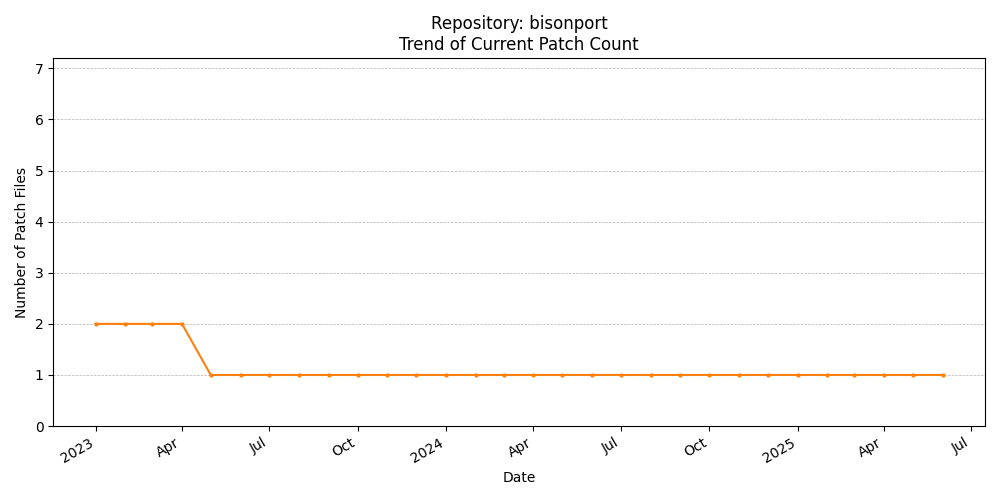 Repository: bisonport
Trend of Current Patch Count
7
6
5
4
3
2
1
0
Number of Patch Files
2023
Apr
Jul
Oct
2024
Apr
Jul
Oct
2025
Apr
Jul
Date